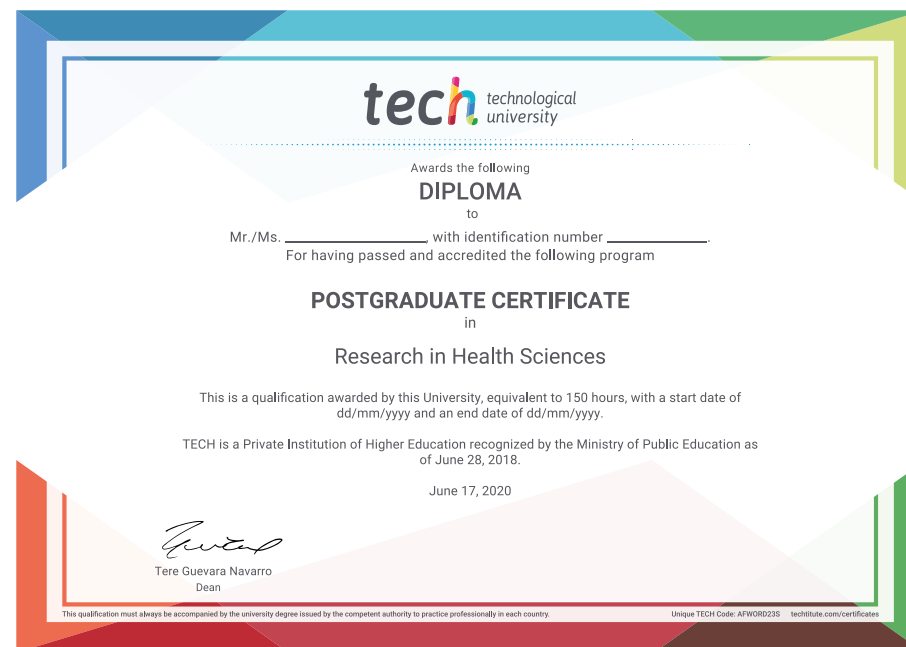 tech technological
university
Awards the following
DIPLOMA
to
Mr./Ms. ____________________, with identification number ______________.
For having passed and accredited the following program
POSTGRADUATE CERTIFICATE
in
Research in Health Sciences
This is a qualification awarded by this University, equivalent to 150 hours, with a start date of
dd/mm/yyyy and an end date of dd/mm/yyyy.
TECH is a Private Institution of Higher Education recognized by the Ministry of Public Education as
of June 28, 2018.
June 17, 2020
Tere Guevara Navarro
Dean
This qualification must always be accompanied by the university degree issued by the competent authority to practice professionally in each country. Unique TECH Code: AFWORD23S techtitute.com/certificates